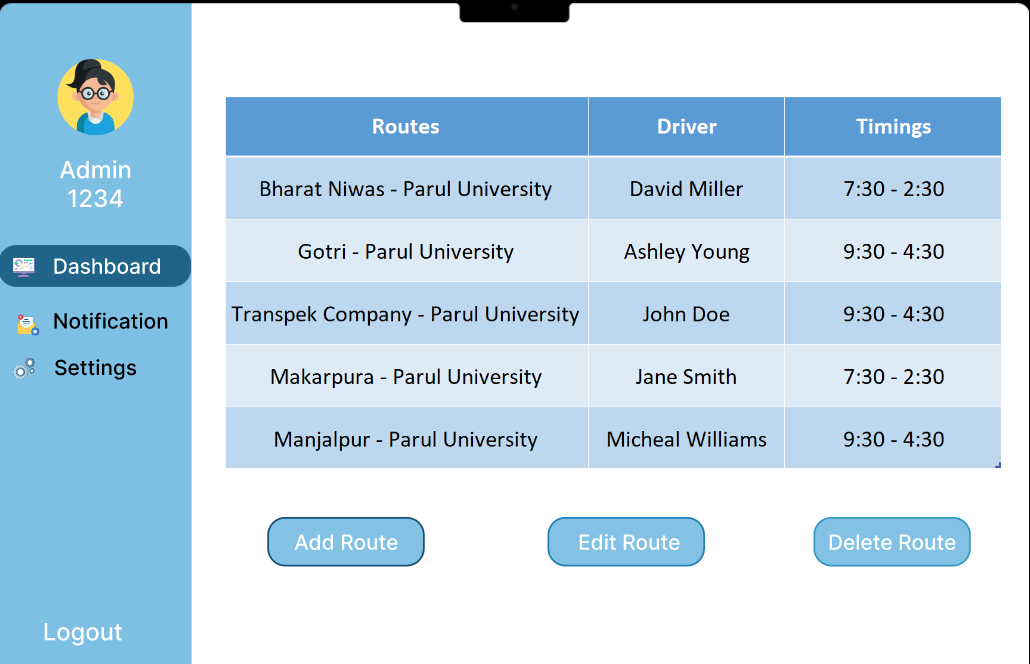 Admin
1234
Dashboard
Notification
Settings
Logout
Routes Driver Timings
Bharat Niwas - Parul University David Miller 7:30 - 2:30
Gotri - Parul University Ashley Young 9:30 - 4:30
Transpek Company - Parul University John Doe 9:30 - 4:30
Makarpura - Parul University Jane Smith 7:30 - 2:30
Manjalpur - Parul University Micheal Williams 9:30 - 4:30
Add Route Edit Route Delete Route